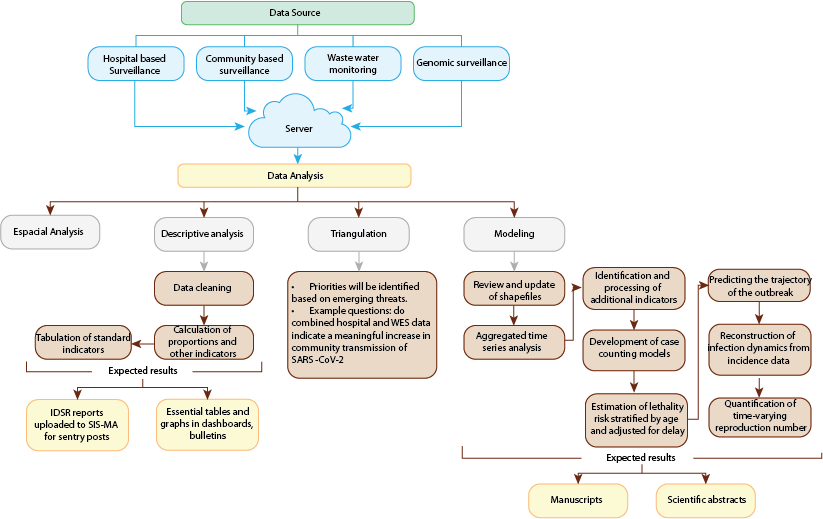 Data Source
Hospital based
Surveillance
Community based
surveillance
Waste water
monitoring
Genomic surveillance
Server
Data Analysis
Espacial Analysis
Descriptive analysis
Triangulation
Modeling
Data cleaning
Calculation of
proportions and
other indicators
Tabulation of standard
indicators
Expected results
IDSR reports
uploaded to SIS-MA
for sentry posts
Essential tables and
graphs in dashboards,
bulletins
• Priorities will be identified
based on emerging threats.
• Example questions: do
combined hospital and WES data
indicate a meaningful increase in
community transmission of
SARS -CoV-2
Review and update
of shapefiles
Aggregated time
series analysis
Identification and
processing of
additional indicators
Development of case
counting models
Estimation of lethality
risk stratified by age
and adjusted for delay
Predicting the trajectory
of the outbreak
Reconstruction of
infection dynamics from
incidence data
Quantification of
time-varying
reproduction number
Expected results
Manuscripts
Scientific abstracts